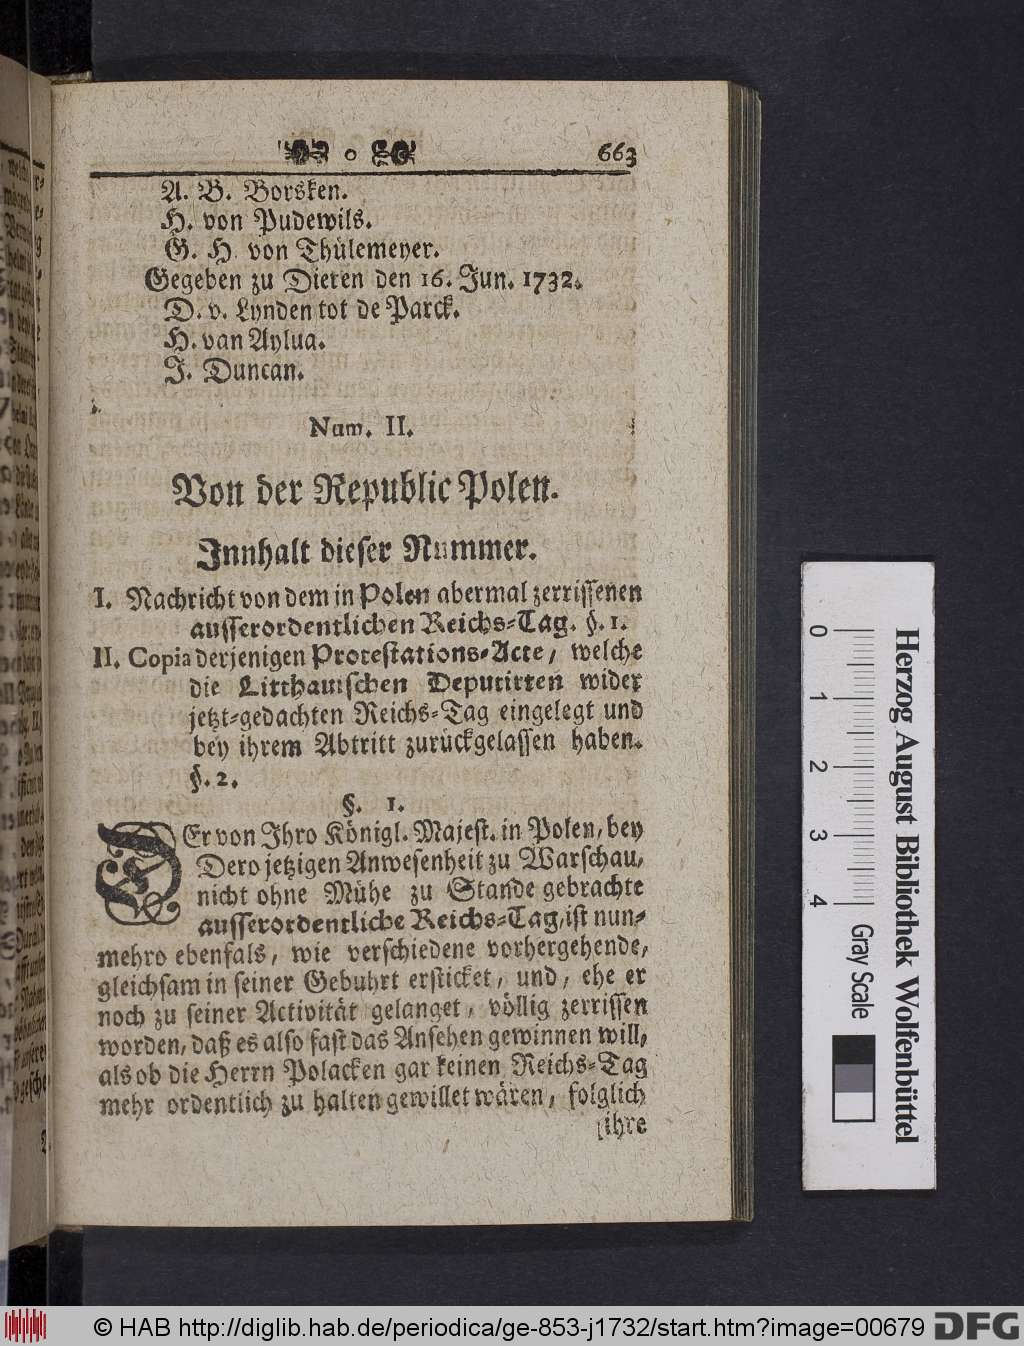 663
A. B. Borsken.
H. von Pudewils.
G. H. von Thülemeyer.
Gegeben zu Dieren den 16. Jun. 1732.
D. v. Lynden tot de Parck.
H. van Aylua.
J. Duncan.
Num. II.
Von der Republic Polen.
Innhalt dieser Nummer.
I. Nachricht von dem in Polen abermal zerrissenen
ausserordentlichen Reichs-Tag. §. 1.
II. Copia derjenigen Protestations-Acte, welche
die Litthauischen Deputirten wider
jetzt-gedachten Reichs-Tag eingelegt und
bey ihrem Abtritt zurückgelassen haben.
§. 2.
§. 1.
DEr von Ihro Königl. Majest. in Polen, bey
Dero jetzigen Anwesenheit zu Warschau,
nicht ohne Mühe zu Stande gebrachte
ausserordentliche Reichs-Tag, ist nun-
mehro ebenfals, wie verschiedene vorhergehende,
gleichsam in seiner Gebuhrt ersticket, und, ehe er
noch zu seiner Activität gelanget, völlig zerrissen
worden, daß es also fast das Ansehen gewinnen will,
als ob die Herrn Polacken gar keinen Reichs-Tag
mehr ordentlich zu halten gewillet wären, folglich
ihre
0 1 2 3 4
Gray Scale
Herzog August Bibliothek Wolfenbüttel
© HAB http://diglib.hab.de/periodica/ge-853-j1732/start.htm?image=00679
DFG